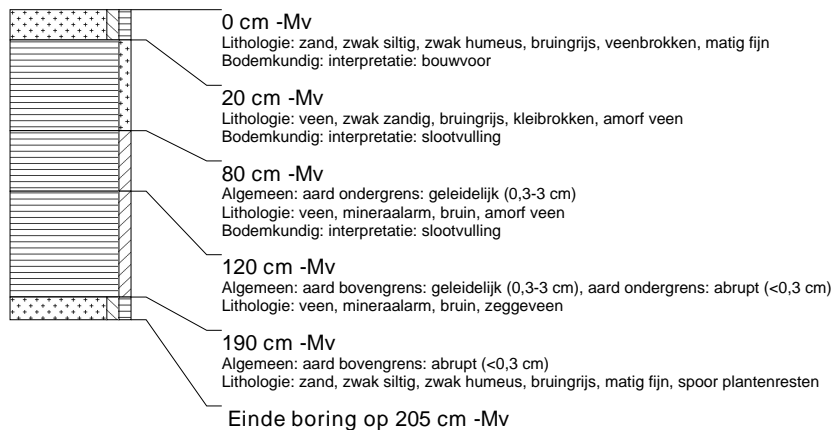 0 cm -Mv
Lithologie: zand, zwak siltig, zwak humeus, bruingrijs, veenbrokken, matig fijn
Bodemkundig: interpretatie: bouwvoor
20 cm -Mv
Lithologie: veen, zwak zandig, bruingrijs, kleibrokken, amorf veen
Bodemkundig: interpretatie: slootvulling
80 cm -Mv
Algemeen: aard ondergrens: geleidelijk (0,3-3 cm)
Lithologie: veen, mineraalarm, bruin, amorf veen
Bodemkundig: interpretatie: slootvulling
120 cm -Mv
Algemeen: aard bovengrens: geleidelijk (0,3-3 cm), aard ondergrens: abrupt (<0,3 cm)
Lithologie: veen, mineraalarm, bruin, zeggeveen
190 cm -Mv
Algemeen: aard bovengrens: abrupt (<0,3 cm)
Lithologie: zand, zwak siltig, zwak humeus, bruingrijs, matig fijn, spoor plantenresten
Einde boring op 205 cm -Mv